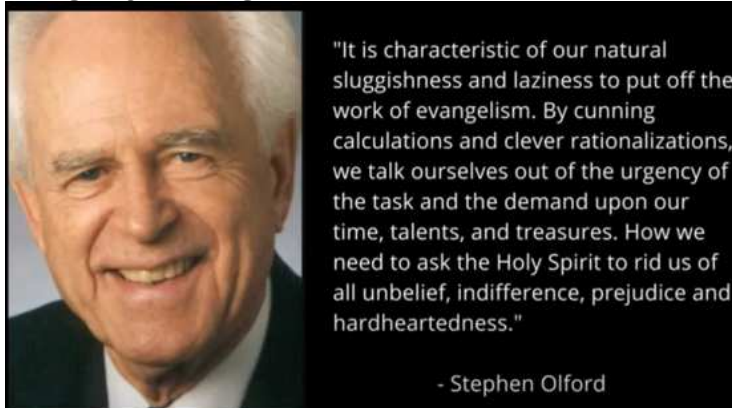 "It is characteristic of our natural
sluggishness and laziness to put off the
work of evangelism. By cunning
calculations and clever rationalizations,
we talk ourselves out of the urgency of
the task and the demand upon our
time, talents, and treasures. How we
need to ask the Holy Spirit to rid us of
all unbelief, indifference, prejudice and
hardheartedness."
- Stephen Olford